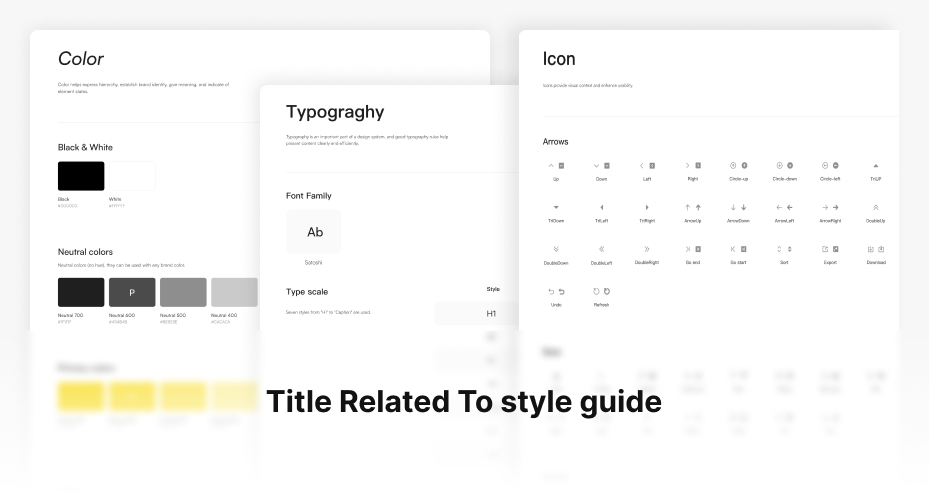 Color
Color helps express hierarchy, establish brand identity, give meaning, and indicate of
element states.
Black & White
Black
White
#000000
#FFFFFF
Neutral colors
Neutral colors (no hue), they can be used with any brand color.
P
Neutral 700
Neutral 600
Neutral 500
Neutral 400
Primary colors
Typograghy
Typography is an important part of a design system, and great typography rules help
present content clearly and efficiently.
Font Family
Ab
Satoshi
Type scale
Style
Seven styles from "H1" to "Caption" are used.
H1
Icon
Icons provide visual context and enhance usability.
Arrows
Up
Down
Left
Right
Circle-up
Circle-down
Circle-left
TriUP
TriDown
TriLeft
TriRight
ArrowUp
ArrowDown
ArrowLeft
ArrowRight
DoubleUp
DoubleDown
DoubleLeft
DoubleRight
Go end
Go start
Sort
Export
Download
Undo
Refresh
Title Related To style guide